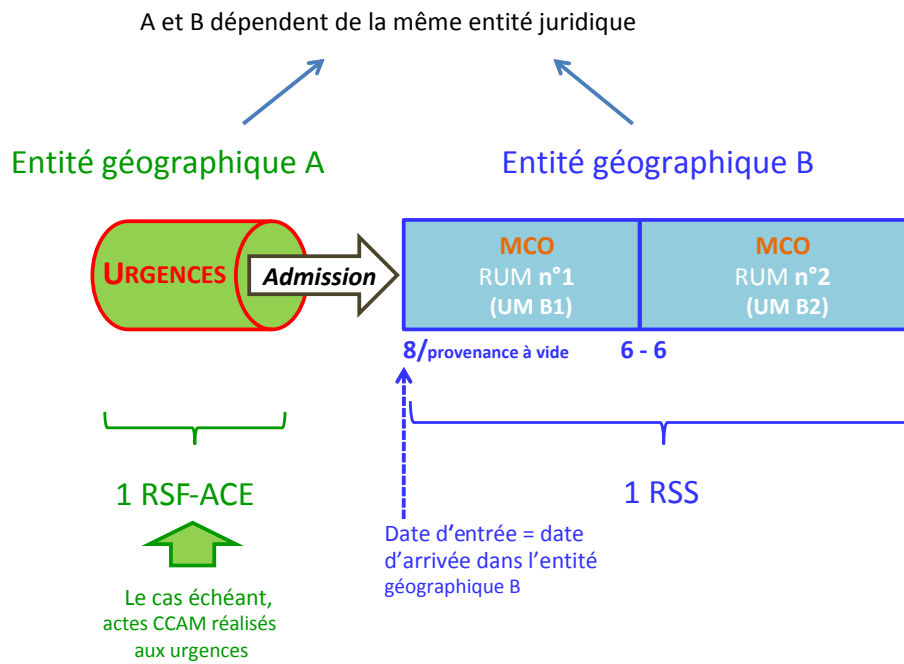 A et B dépendent de la même entité juridique
Entité géographique A
Entité géographique B
URGENCES
Admission
MCO
RUM n°1
(UM B1)
MCO
RUM n°2
(UM B2)
8/provenance à vide
6 - 6
1 RSF-ACE
1 RSS
Date d'entrée = date
d'arrivée dans l'entité
géographique B
Le cas échéant,
actes CCAM réalisés
aux urgences